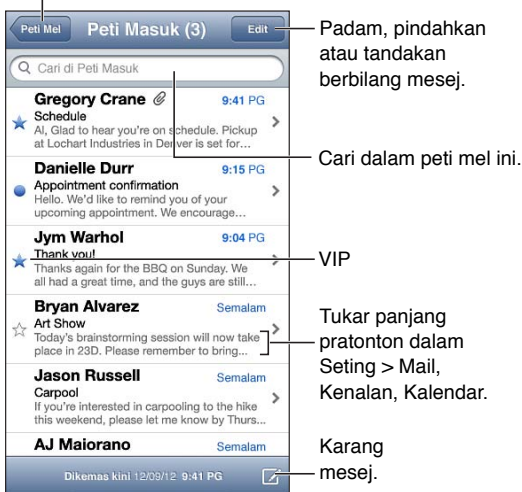 Peti Mel
Peti Masuk (3)
Edit
Cari di Peti Masuk
Gregory Crane
9:41 PG
Schedule
Al, Glad to hear you're on schedule. Pickup
at Lochart Industries in Denver is set for…
Danielle Durr
9:15 PG
Appointment confirmation
Hello. We'd like to remind you of your
upcoming appointment. We encourage…
Jym Warhol
9:04 PG
Thank you!
Thanks again for the BBQ on Sunday. We
all had a great time, and the guys are still…
Bryan Alvarez
Semalam
Art Show
Today's brainstorming session will now take
place in 23D. Please remember to bring...
Jason Russell
Semalam
Carpool
If you're interested in carpooling to the hike
this weekend, please let me know by Thurs...
AJ Maiorano
Semalam
Dikemas kini 12/09/12 9:41 PG
Padam, pindahkan
atau tandakan
berbilang mesej.
Cari dalam peti mel ini.
VIP
Tukar panjang
pratonton dalam
Seting > Mail,
Kenalan, Kalendar.
Karang
mesej.